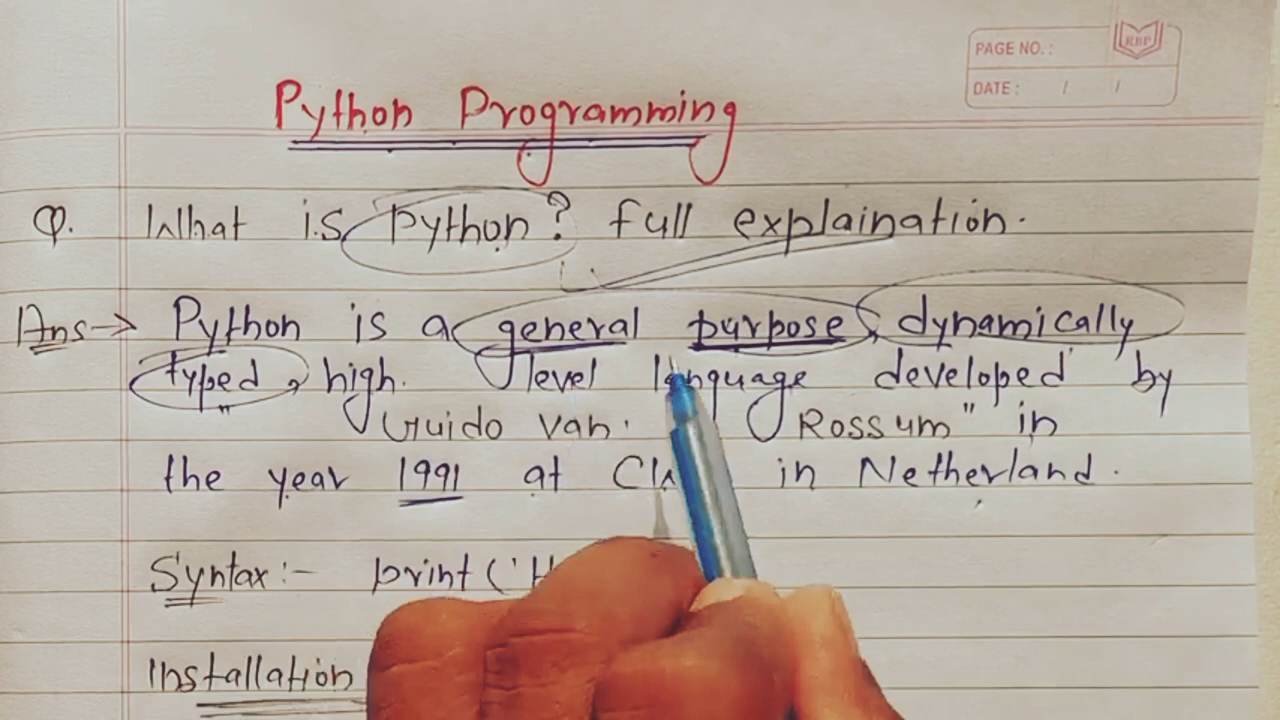 PAGE NO. :
RBP
DATE : / /
Python Programming
Q. What is python? full explaination.
Ans→ Python is a general purpose, dynamically
typed, high. level language developed by
"Guido van. Rossum" in
the year 1991 at in Netherland.
Syntax:- print('H
Installation